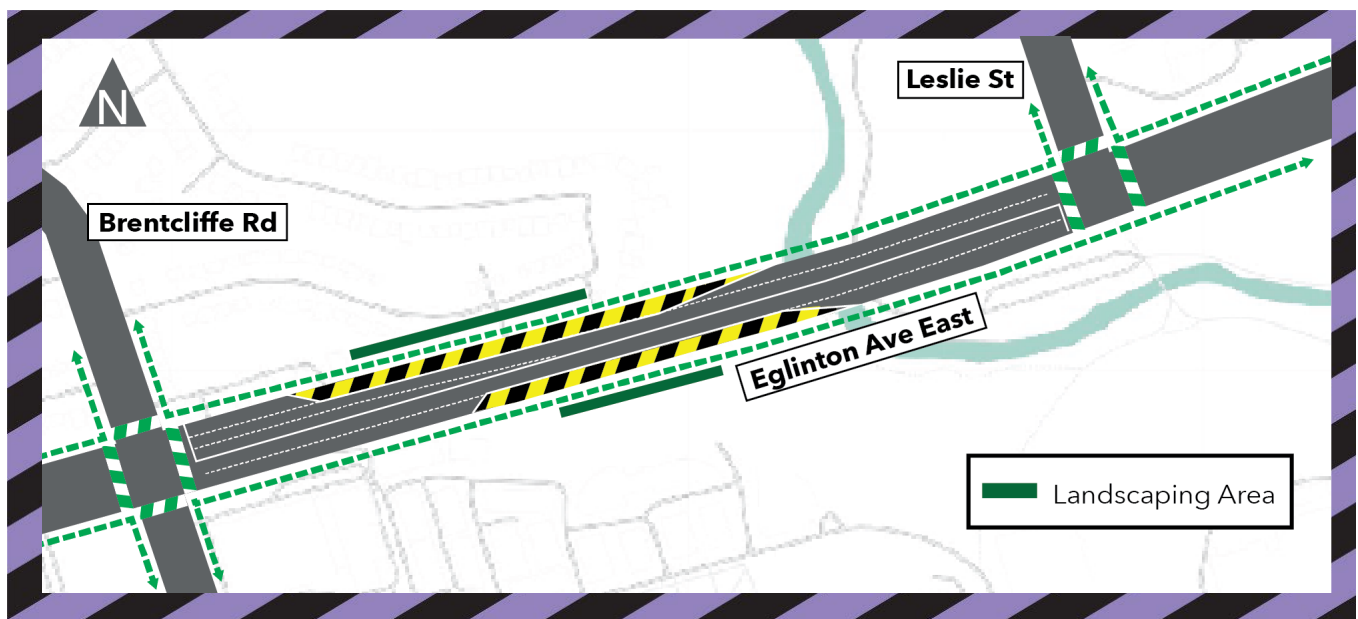 N
Leslie St
Brentcliffe Rd
Eglinton Ave East
Landscaping Area